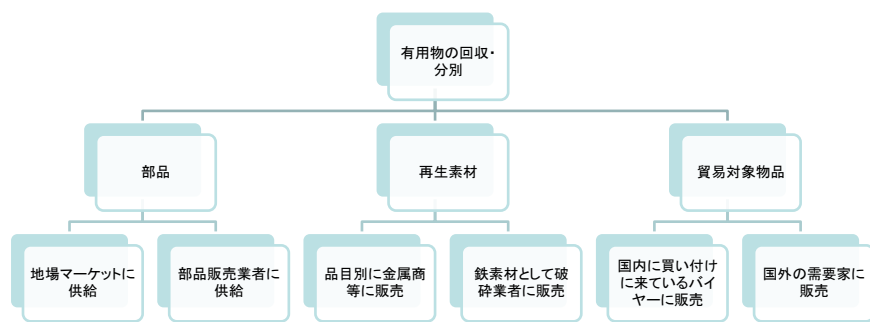 有用物の回収・
分別
部品
再生素材
貿易対象物品
地場マーケットに
供給
部品販売業者に
供給
品目別に金属商
等に販売
鉄素材として破
砕業者に販売
国内に買い付け
に来ているバイ
ヤーに販売
国外の需要家に
販売